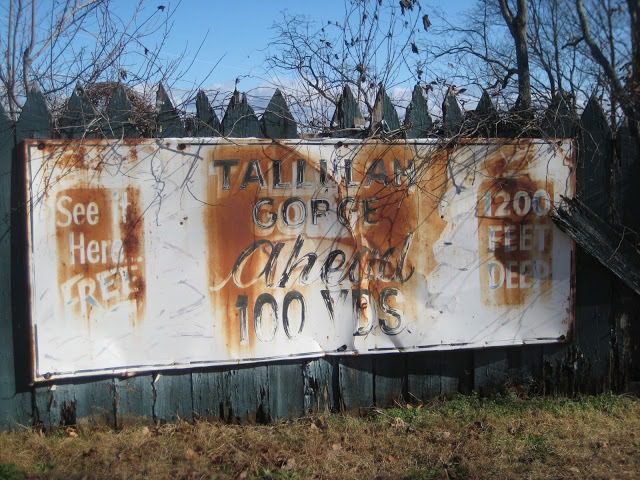 See it
Here..
FREE
TALLULAH
GORGE
Ahead
100 YDS.
1200
FEET
DEEP